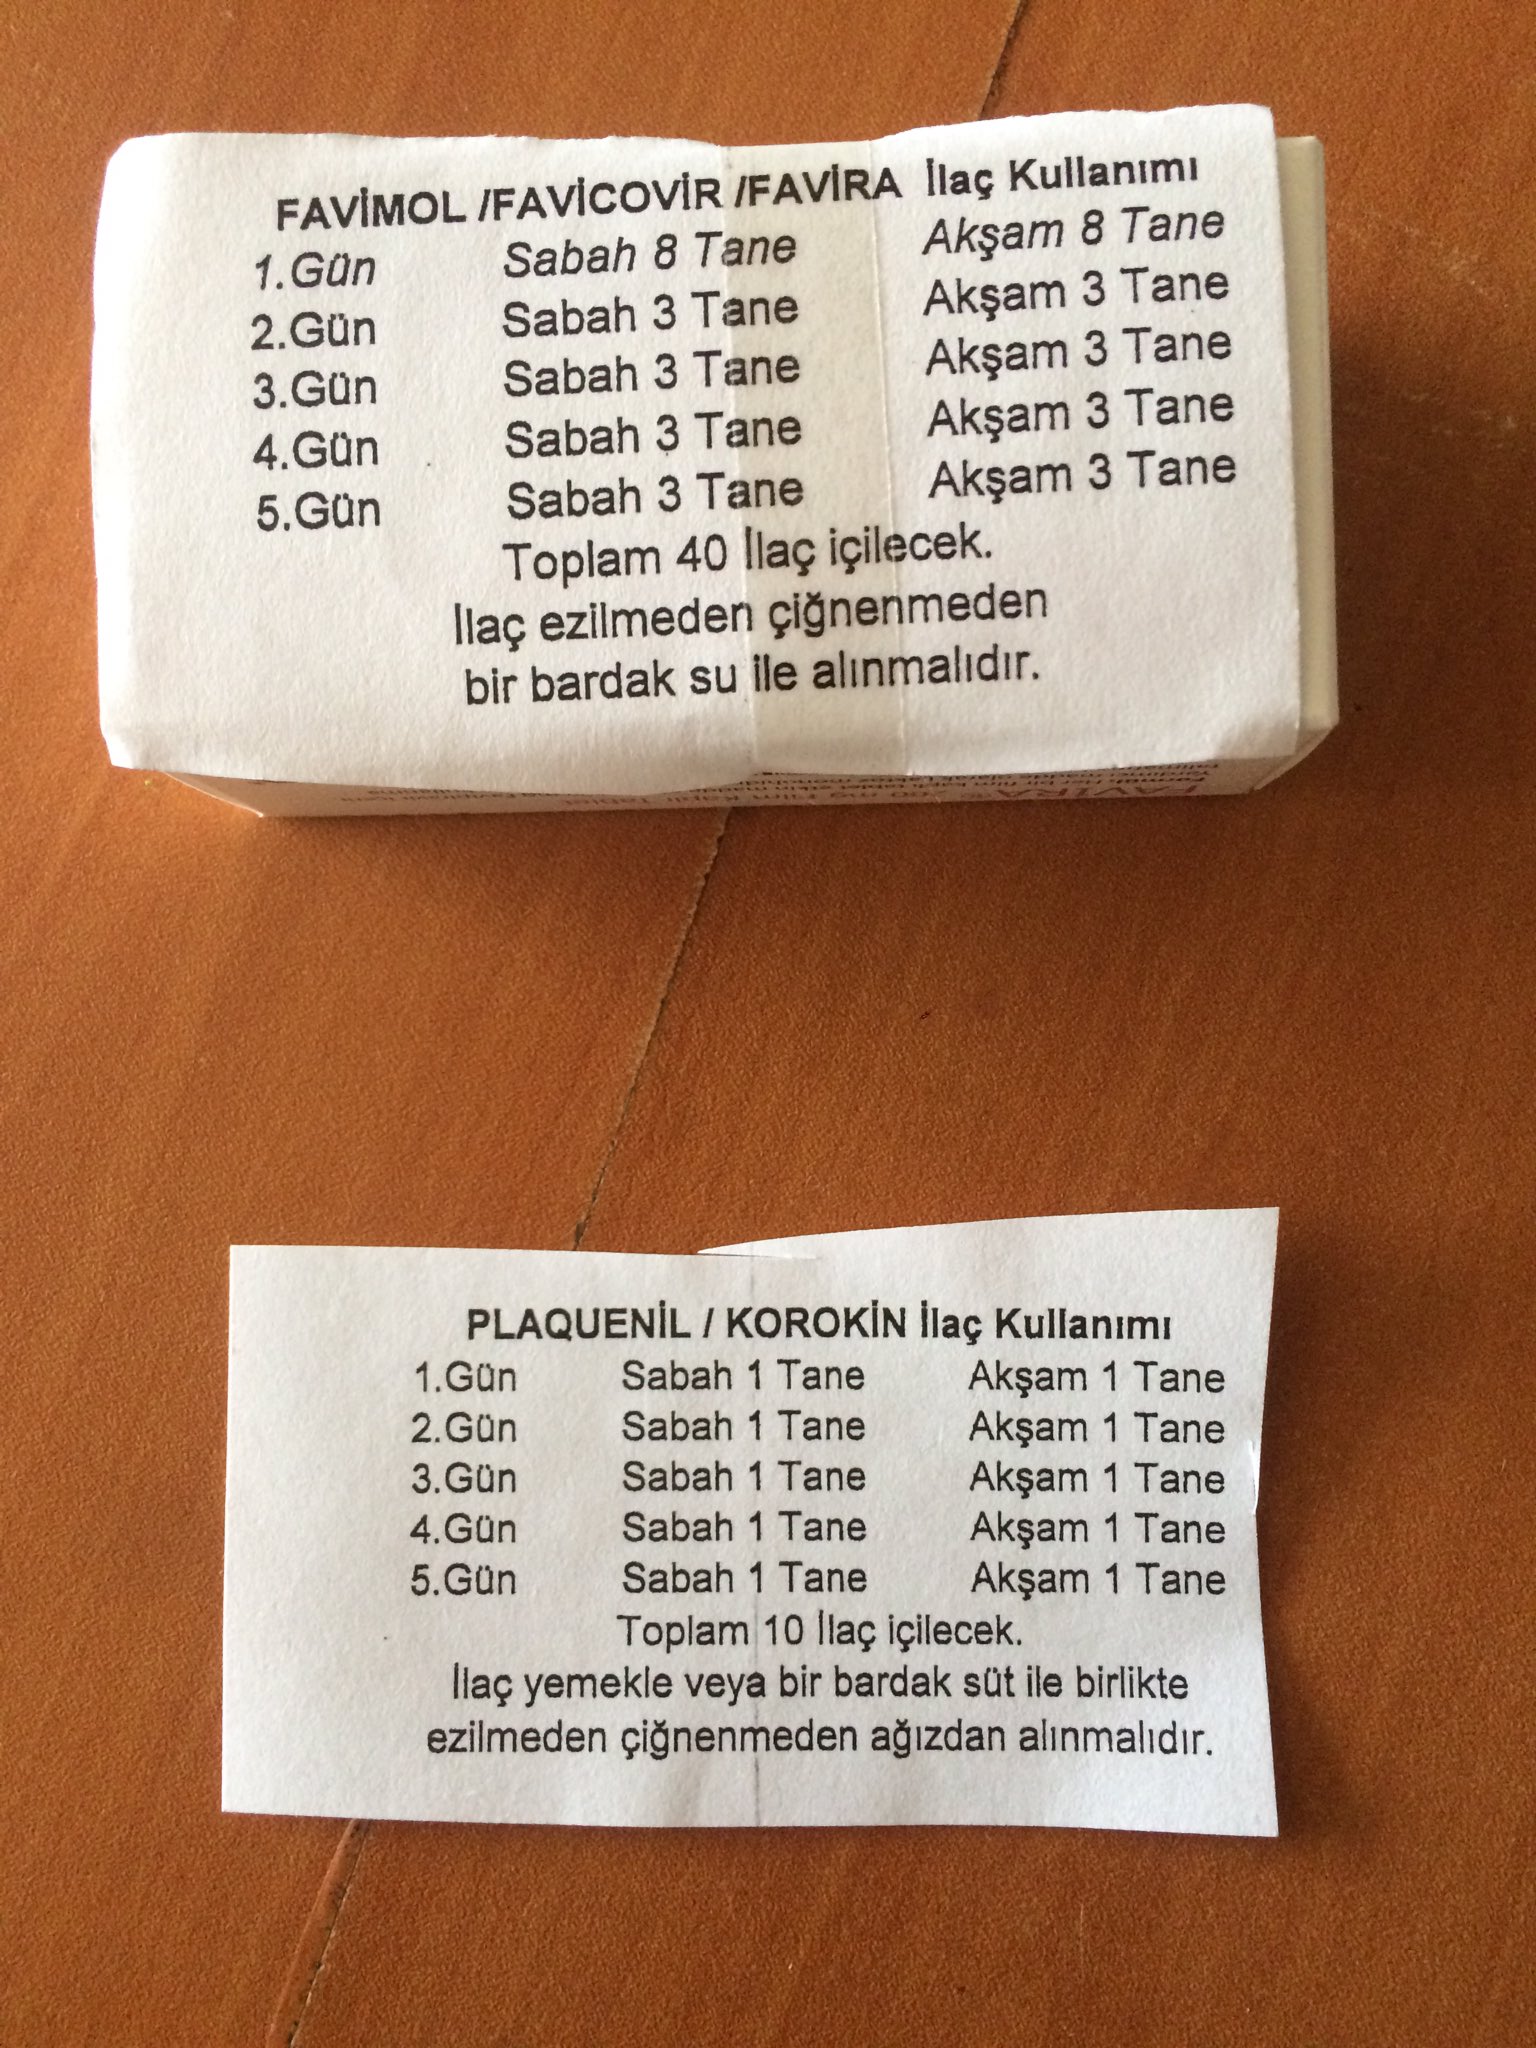 FAVİMOL /FAVİCOVİR /FAVİRA İlaç Kullanımı
1.Gün Sabah 8 Tane Akşam 8 Tane
2.Gün Sabah 3 Tane Akşam 3 Tane
3.Gün Sabah 3 Tane Akşam 3 Tane
4.Gün Sabah 3 Tane Akşam 3 Tane
5.Gün Sabah 3 Tane Akşam 3 Tane
Toplam 40 İlaç içilecek.
İlaç ezilmeden çiğnenmeden
bir bardak su ile alınmalıdır.
FAVIRA 200 mg Film Kaplı Tablet
PLAQUENİL / KOROKİN İlaç Kullanımı
1.Gün Sabah 1 Tane Akşam 1 Tane
2.Gün Sabah 1 Tane Akşam 1 Tane
3.Gün Sabah 1 Tane Akşam 1 Tane
4.Gün Sabah 1 Tane Akşam 1 Tane
5.Gün Sabah 1 Tane Akşam 1 Tane
Toplam 10 İlaç içilecek.
İlaç yemekle veya bir bardak süt ile birlikte
ezilmeden çiğnenmeden ağızdan alınmalıdır.